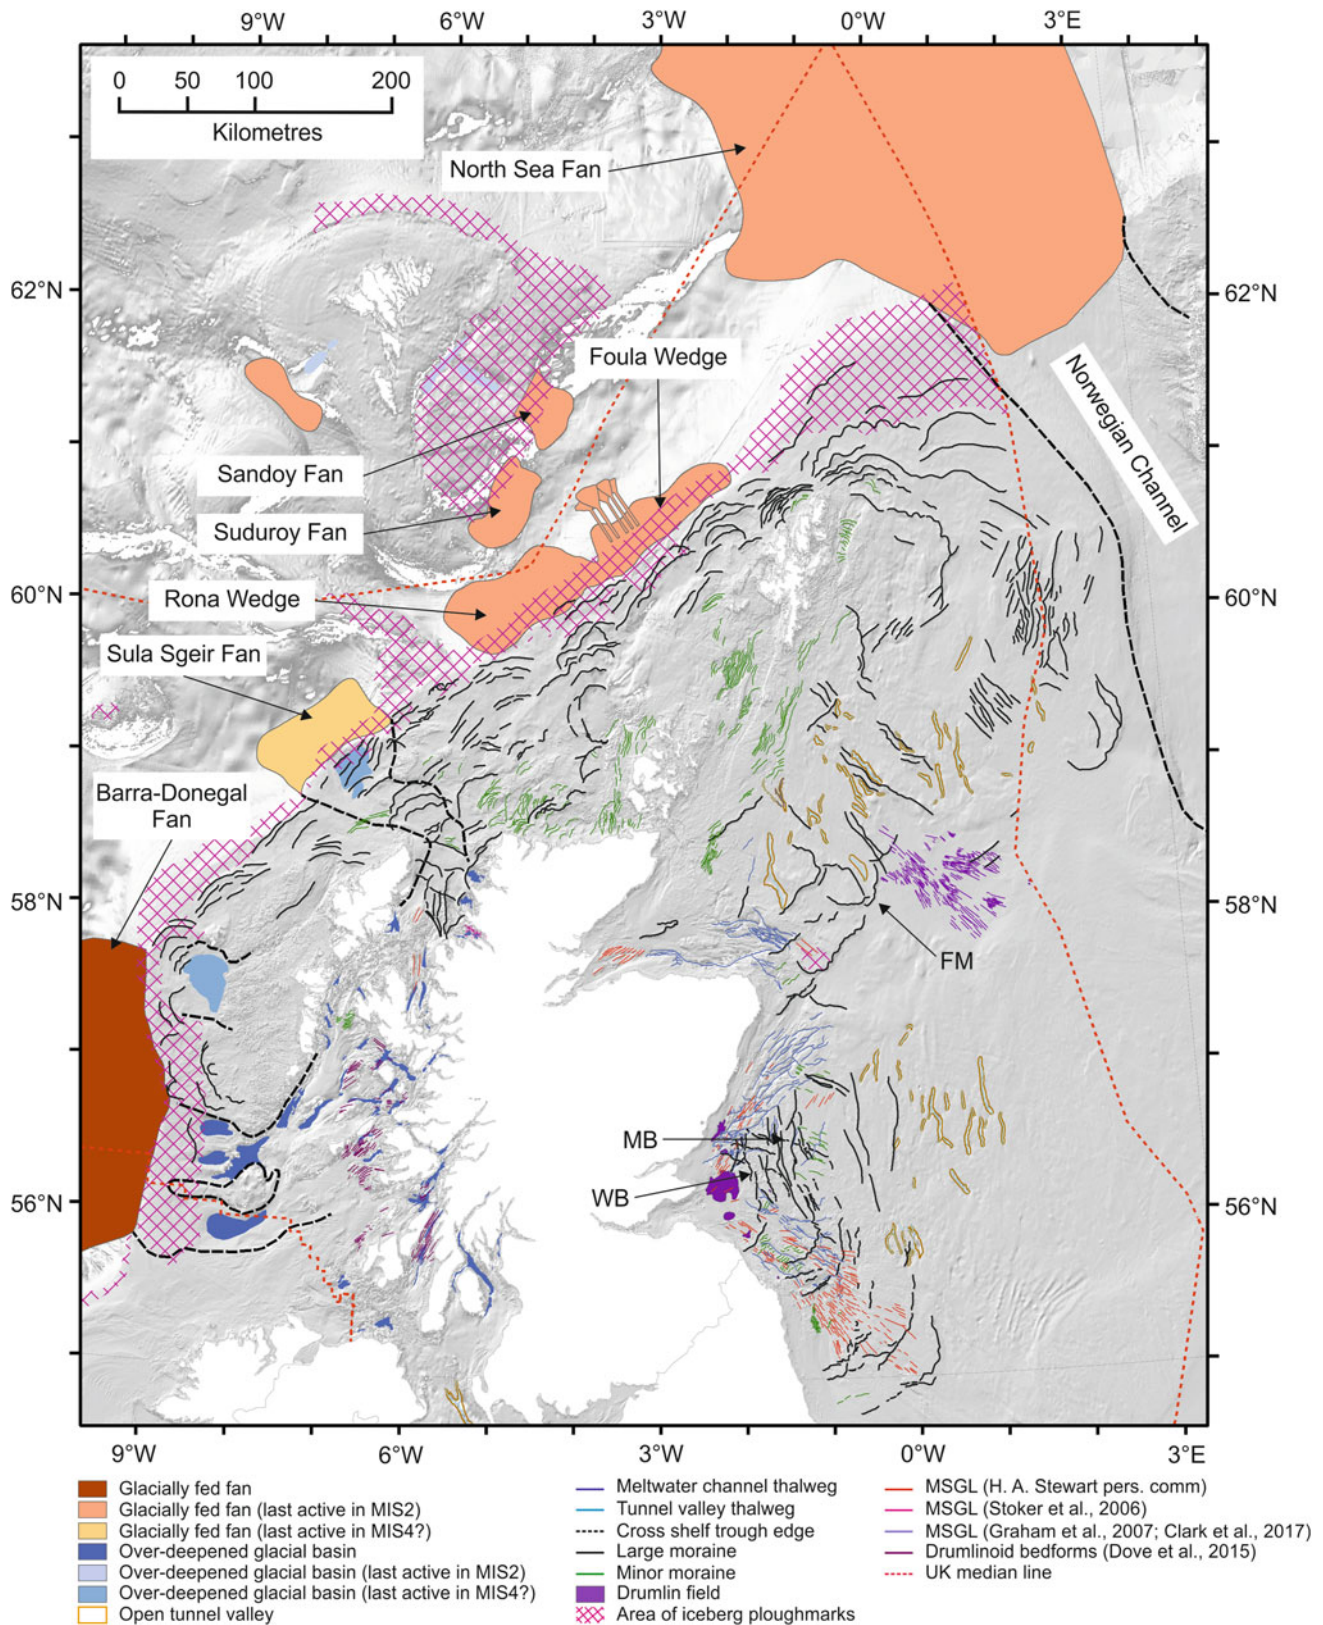 9°W 6°W 3°W 0°W 3°E
0 50 100 200
Kilometres
North Sea Fan
62°N 62°N
Foula Wedge
Norwegian Channel
Sandoy Fan
Suduroy Fan
60°N 60°N
Rona Wedge
Sula Sgeir Fan
Barra-Donegal
Fan
58°N 58°N
FM
MB
WB
56°N 56°N
9°W 6°W 3°W 0°W 3°E
Glacially fed fan
Glacially fed fan (last active in MIS2)
Glacially fed fan (last active in MIS4?)
Over-deepened glacial basin
Over-deepened glacial basin (last active in MIS2)
Over-deepened glacial basin (last active in MIS4?)
Open tunnel valley
Meltwater channel thalweg
Tunnel valley thalweg
Cross shelf trough edge
Large moraine
Minor moraine
Drumlin field
Area of iceberg ploughmarks
MSGL (H. A. Stewart pers. comm)
MSGL (Stoker et al., 2006)
MSGL (Graham et al., 2007; Clark et al., 2017)
Drumlinoid bedforms (Dove et al., 2015)
UK median line